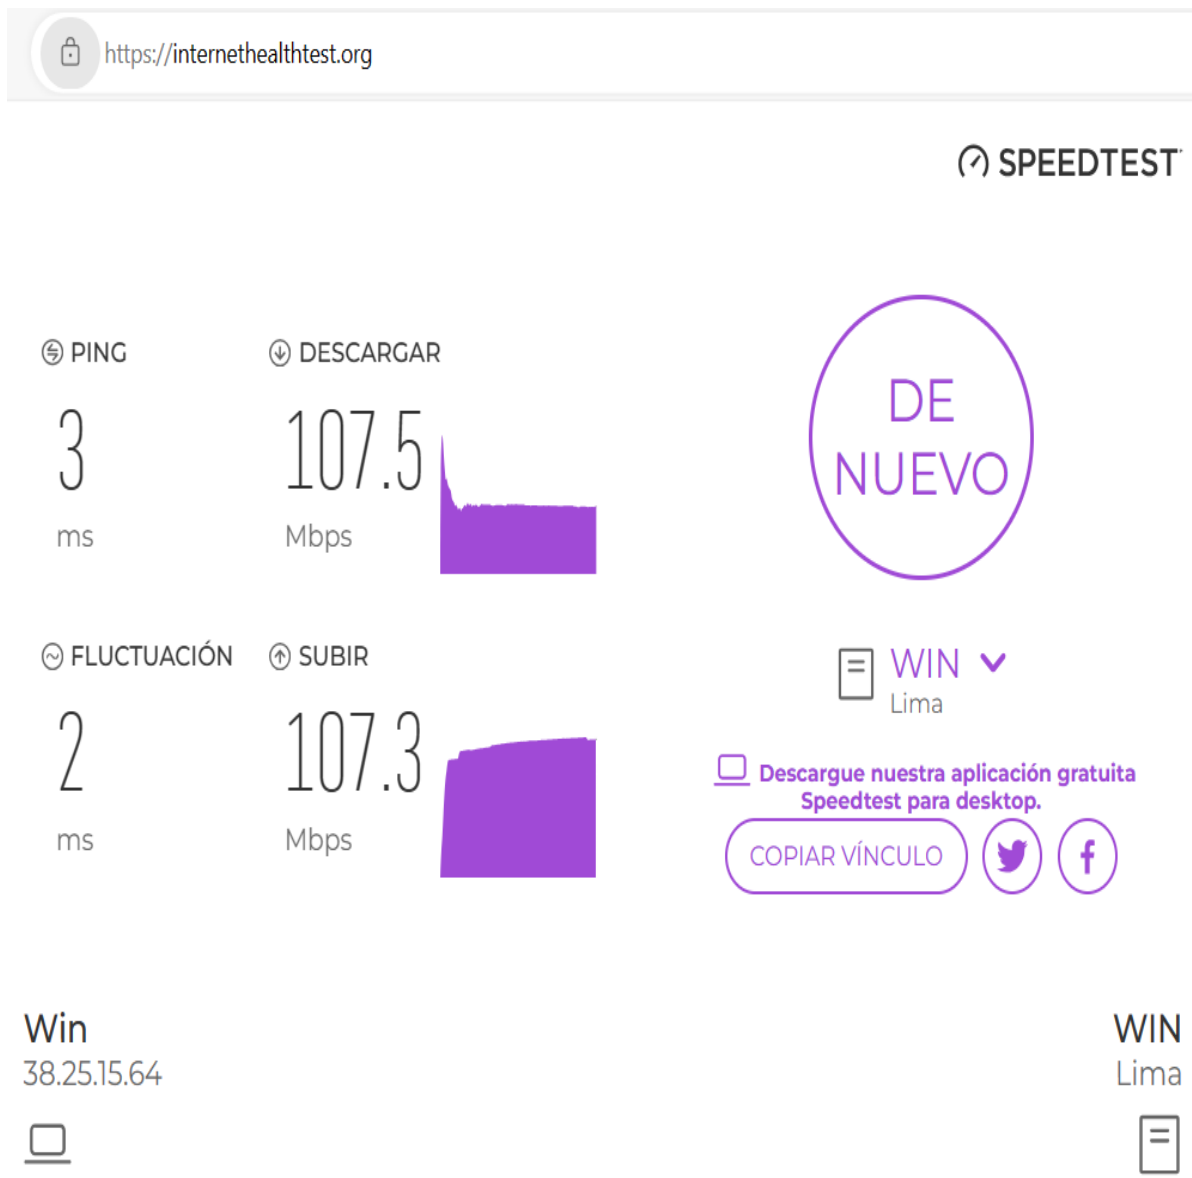 https://internethealthtest.org
SPEEDTEST
PING
DESCARGAR
3
107.5
ms
Mbps
DE
NUEVO
FLUCTUACIÓN
SUBIR
2
107.3
ms
Mbps
WIN
Lima
Descargue nuestra aplicación gratuita
Speedtest para desktop.
COPIAR VÍNCULO
Win
38.25.15.64
WIN
Lima